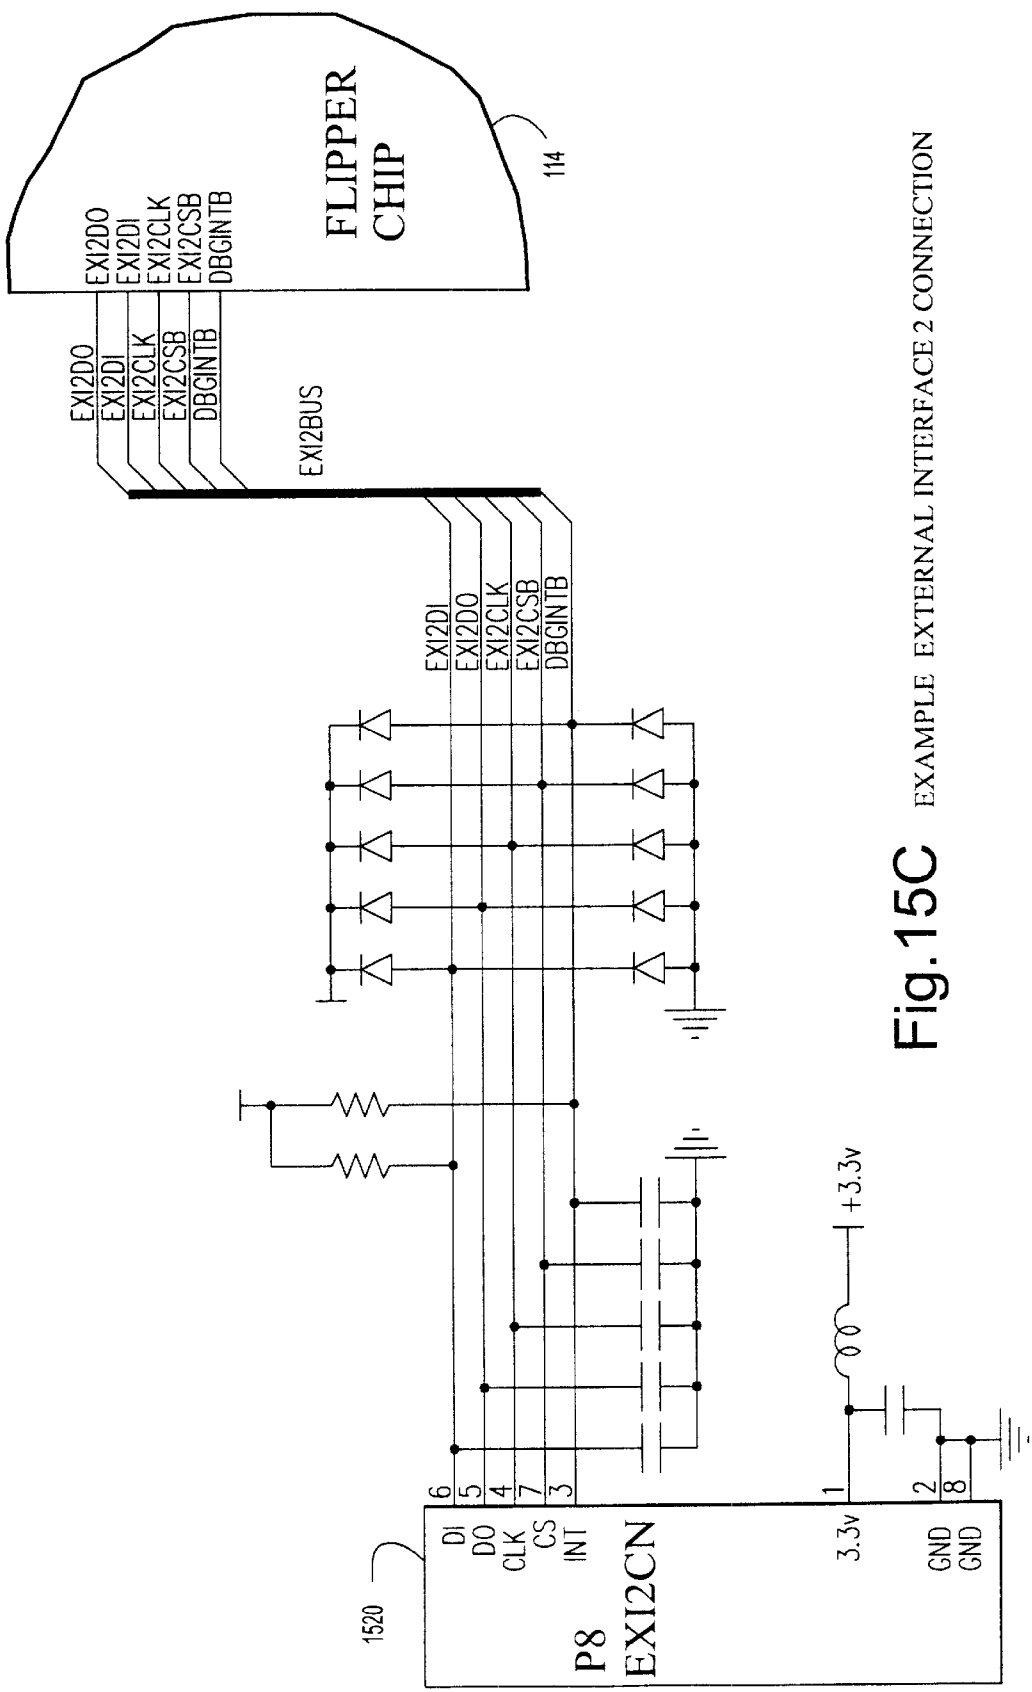 FLIPPER
CHIP
114
EXI2DO
EXI2DI
EXI2CLK
EXI2CSB
DBGINTB
EXI2DO
EXI2DI
EXI2CLK
EXI2CSB
DBGINTB
EXI2BUS
EXI2DI
EXI2DO
EXI2CLK
EXI2CSB
DBGINTB
1520
6
5
4
7
3
DI
DO
CLK
CS
INT
1
2
8
3.3v
GND
GND
+3.3v
P8
EXI2CN
Fig.15C EXAMPLE EXTERNAL INTERFACE 2 CONNECTION